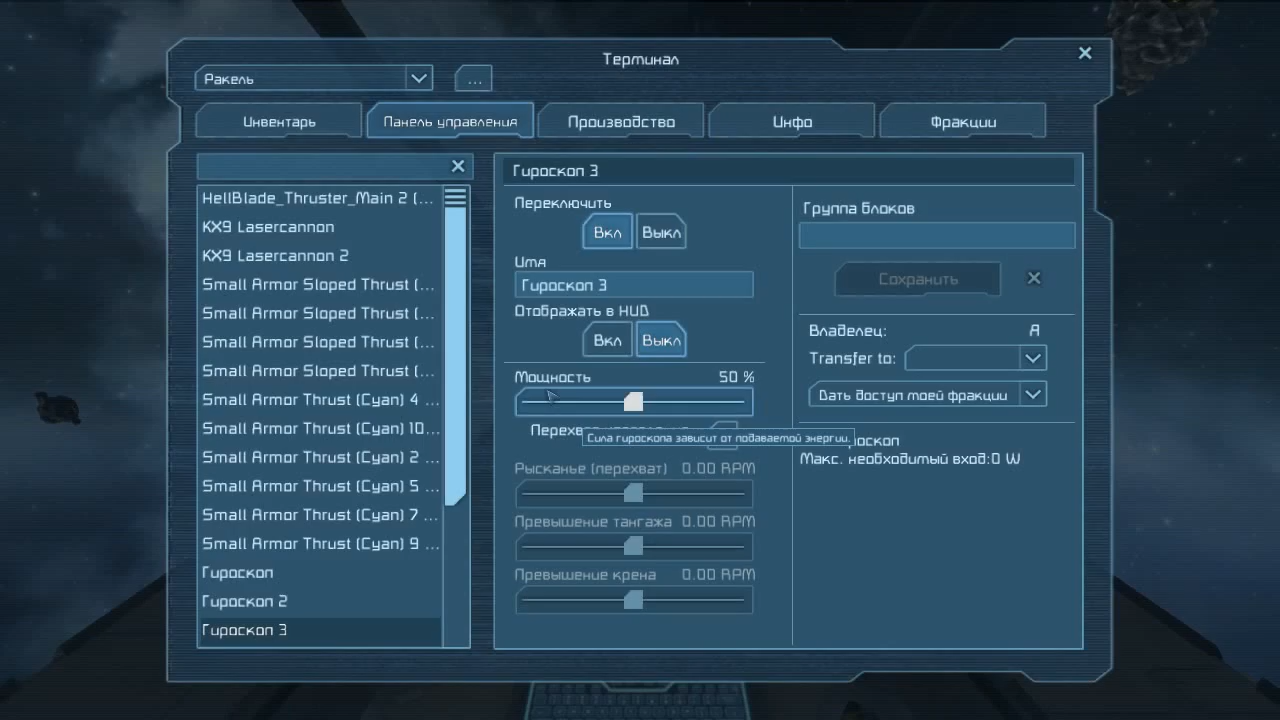 Терминал
Ракель
...
Инвентарь
Панель управления
Производство
Инфо
Фракции
HellBlade_Thruster_Main 2 (...
KX9 Lasercannon
KX9 Lasercannon 2
Small Armor Sloped Thrust (...
Small Armor Sloped Thrust (...
Small Armor Sloped Thrust (...
Small Armor Sloped Thrust (...
Small Armor Thrust (Cyan) 4 ...
Small Armor Thrust (Cyan) 10...
Small Armor Thrust (Cyan) 2 ...
Small Armor Thrust (Cyan) 5 ...
Small Armor Thrust (Cyan) 7 ...
Small Armor Thrust (Cyan) 9 ...
Гироскоп
Гироскоп 2
Гироскоп 3
Гироскоп 3
Переключить
Вкл Выкл
Имя
Гироскоп 3
Отображать в HUD
Вкл Выкл
Мощность 50 %
Сила гироскопа зависит от подаваемой энергии.
Рысканье (перехват) 0.00 RPM
Превышение тангажа 0.00 RPM
Превышение крена 0.00 RPM
Группа блоков
Сохранить
Владелец: A
Transfer to:
Дать доступ моей фракции
Макс. необходимый вход:0 W